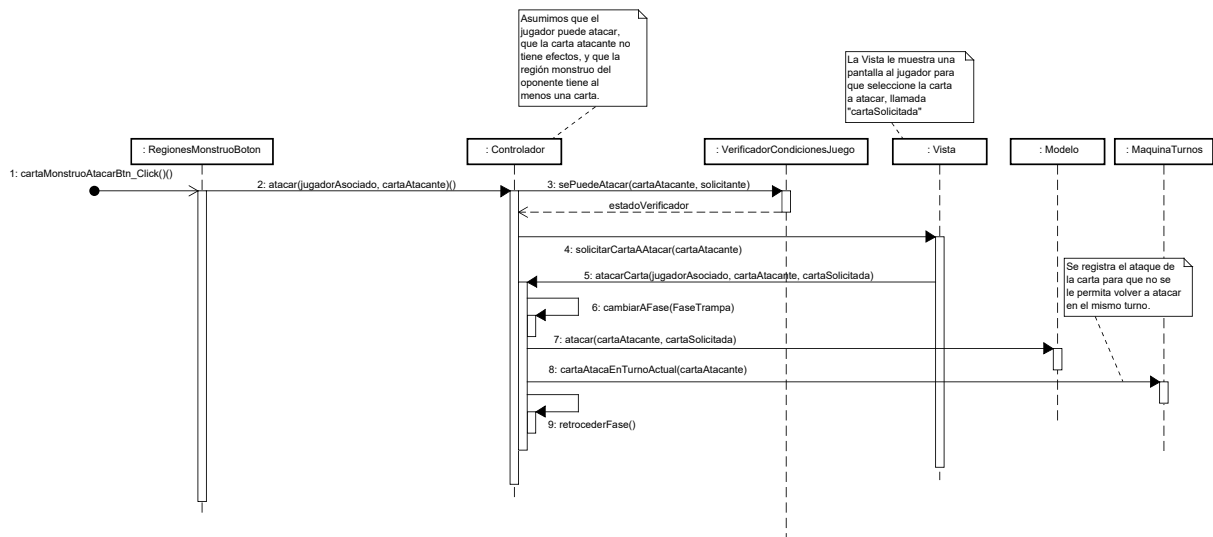 Asumimos que el
jugador puede atacar,
que la carta atacante no
tiene efectos, y que la
región monstruo del
oponente tiene al
menos una carta.
La Vista le muestra una
pantalla al jugador para
que seleccione la carta
a atacar, llamada
"cartaSolicitada"
: RegionesMonstruoBoton
: Controlador
: VerificadorCondicionesJuego
: Vista
: Modelo
: MaquinaTurnos
1: cartaMonstruoAtacarBtn_Click()()
2: atacar(jugadorAsociado, cartaAtacante)()
3: sePuedeAtacar(cartaAtacante, solicitante)
estadoVerificador
4: solicitarCartaAAtacar(cartaAtacante)
5: atacarCarta(jugadorAsociado, cartaAtacante, cartaSolicitada)
Se registra el ataque de
la carta para que no se
le permita volver a atacar
en el mismo turno.
6: cambiarAFase(FaseTrampa)
7: atacar(cartaAtacante, cartaSolicitada)
8: cartaAtacaEnTurnoActual(cartaAtacante)
9: retrocederFase()